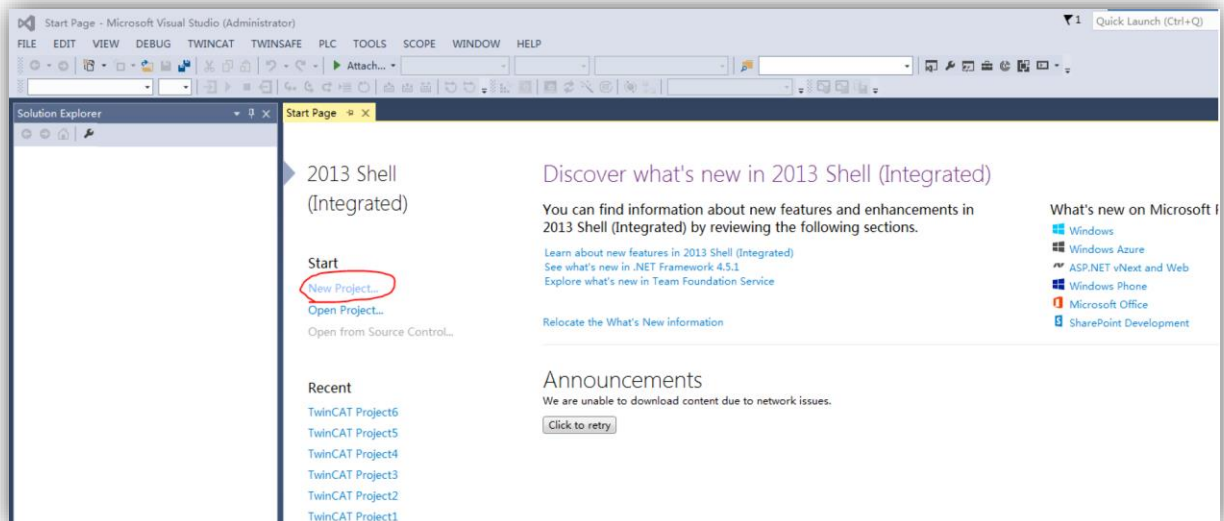 Start Page - Microsoft Visual Studio (Administrator)
1
Quick Launch (Ctrl+Q)
FILE EDIT VIEW DEBUG TWINCAT TWINSAFE PLC TOOLS SCOPE WINDOW HELP
Attach...
Solution Explorer
Start Page
2013 Shell
(Integrated)
Start
New Project...
Open Project...
Open from Source Control...
Recent
TwinCAT Project6
TwinCAT Project5
TwinCAT Project4
TwinCAT Project3
TwinCAT Project2
TwinCAT Project1
Discover what's new in 2013 Shell (Integrated)
You can find information about new features and enhancements in
2013 Shell (Integrated) by reviewing the following sections.
Learn about new features in 2013 Shell (Integrated)
See what's new in .NET Framework 4.5.1
Explore what's new in Team Foundation Service
Relocate the What's New information
Announcements
We are unable to download content due to network issues.
Click to retry
What's new on Microsoft
Windows
Windows Azure
ASP.NET vNext and Web
Windows Phone
Microsoft Office
SharePoint Development